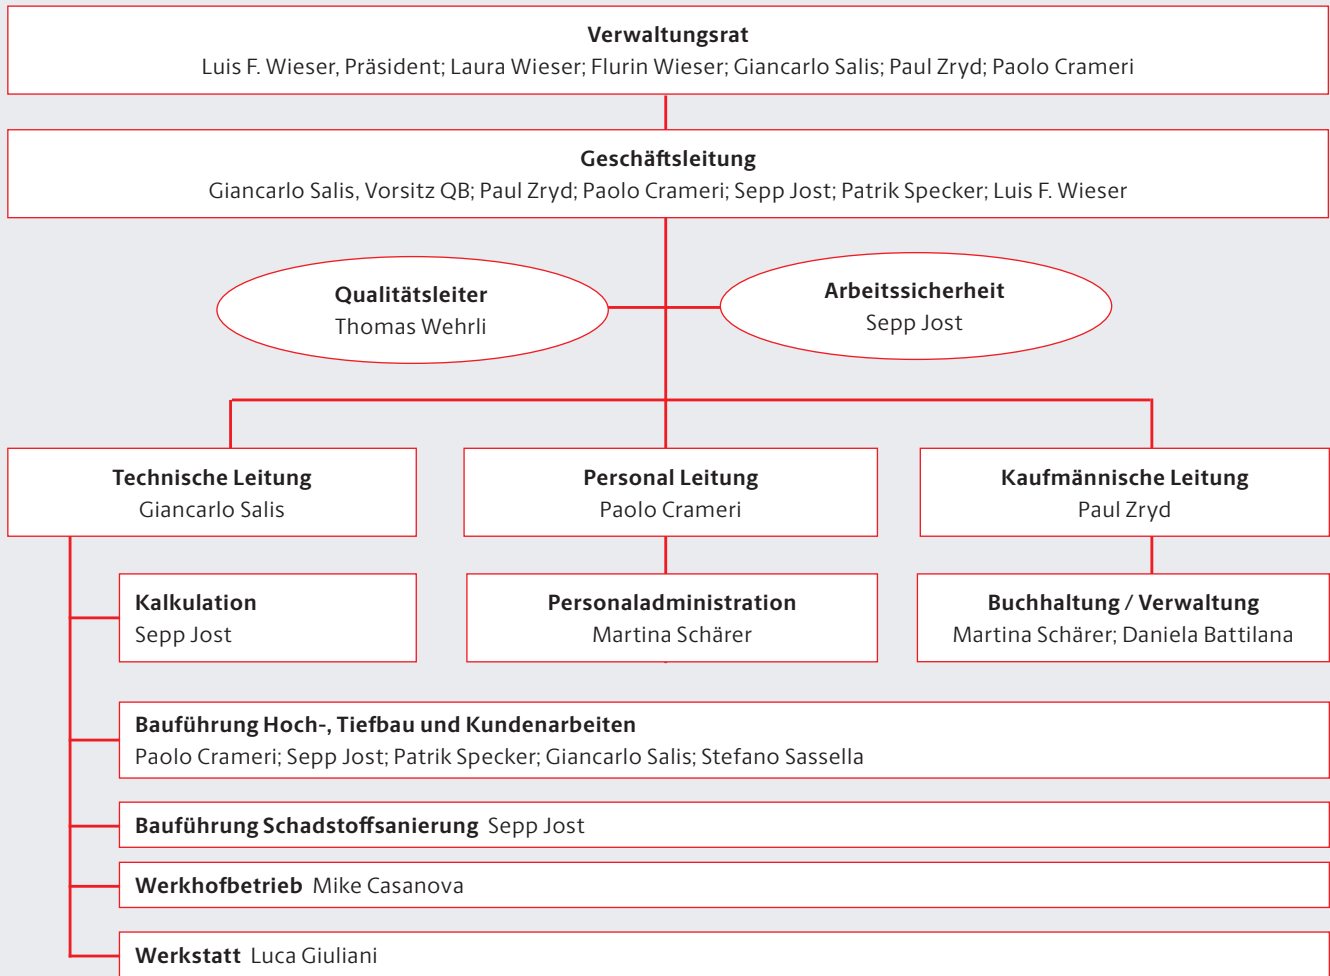 Verwaltungsrat
Luis F. Wieser, Präsident; Laura Wieser; Flurin Wieser; Giancarlo Salis; Paul Zryd; Paolo Crameri
Geschäftsleitung
Giancarlo Salis, Vorsitz QB; Paul Zryd; Paolo Crameri; Sepp Jost; Patrik Specker; Luis F. Wieser
Qualitätsleiter
Thomas Wehrli
Arbeitssicherheit
Sepp Jost
Technische Leitung
Giancarlo Salis
Personal Leitung
Paolo Crameri
Kaufmännische Leitung
Paul Zryd
Kalkulation
Sepp Jost
Personaladministration
Martina Schärer
Buchhaltung / Verwaltung
Martina Schärer; Daniela Battilana
Bauführung Hoch-, Tiefbau und Kundenarbeiten
Paolo Crameri; Sepp Jost; Patrik Specker; Giancarlo Salis; Stefano Sassella
Bauführung Schadstoffsanierung Sepp Jost
Werkhofbetrieb Mike Casanova
Werkstatt Luca Giuliani